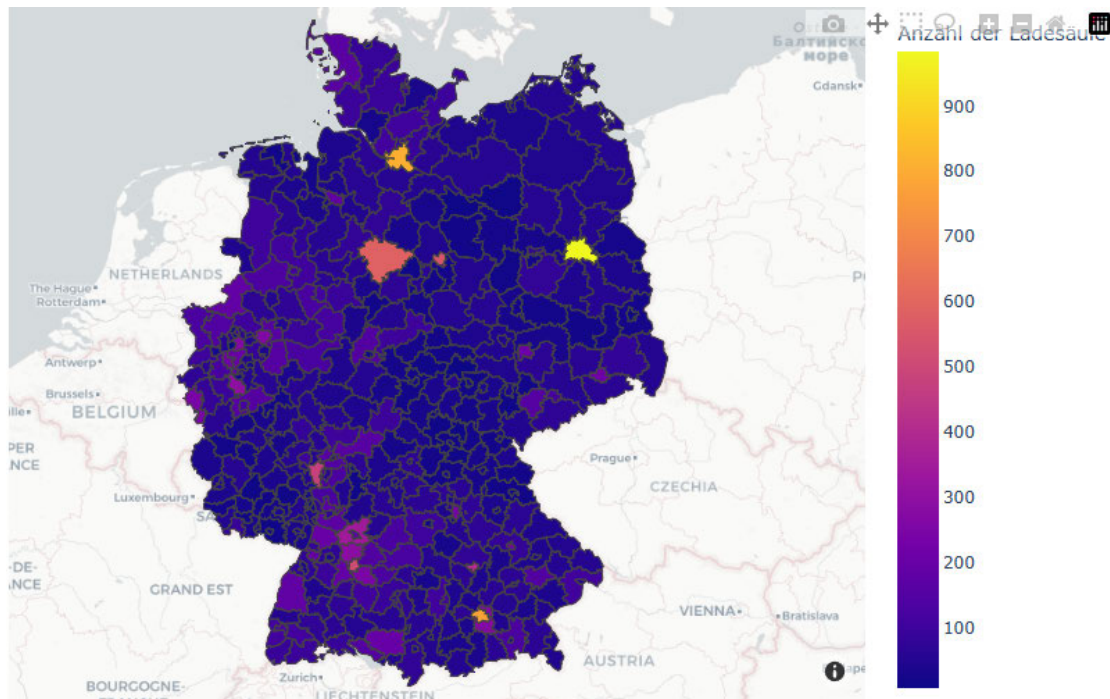 Балтийско
море
Gdansk
Anzahl der Ladesäule
900
800
700
600
500
400
300
200
100
NETHERLANDS
The Hague
Rotterdam
Antwerp
Brussels
BELGIUM
Luxembourg
GRAND EST
Prague
CZECHIA
VIENNA
Bratislava
AUSTRIA
Zurich
LIECHTENSTEIN
BOURGOGNE-